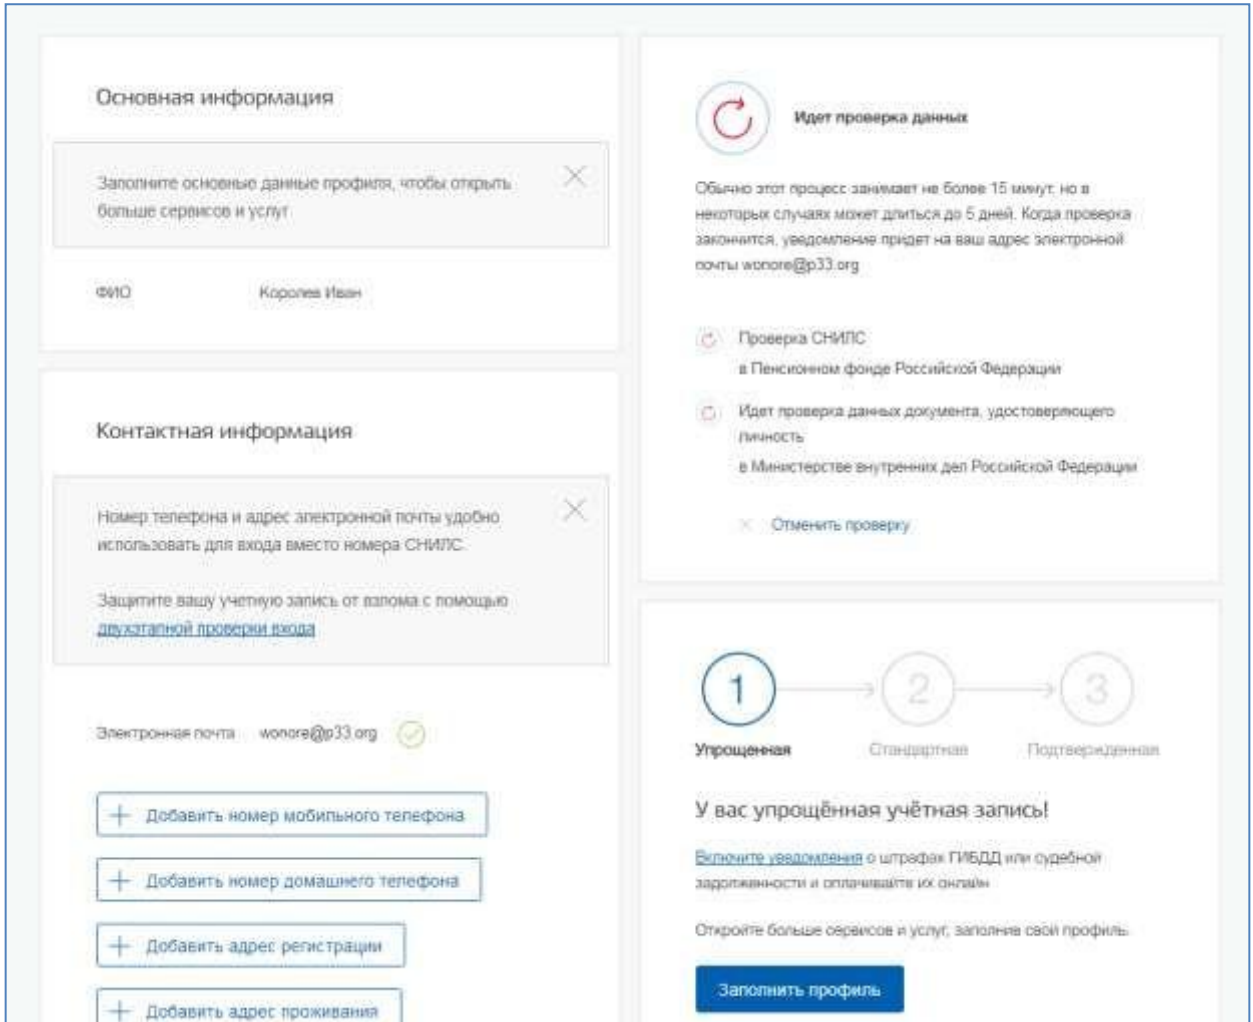 Основная информация
Заполните основные данные профиля, чтобы открыть
больше сервисов и услуг
ФИО Королев Иван
Контактная информация
Номер телефона и адрес электронной почты удобно
использовать для входа вместо номера СНИЛС.
Защитите вашу учетную запись от взлома с помощью
двухэтапной проверки входа
Электронная почта wonore@p33.org
Добавить номер мобильного телефона
Добавить номер домашнего телефона
Добавить адрес регистрации
Добавить адрес проживания
Идет проверка данных
Обычно этот процесс занимает не более 15 минут, но в
некоторых случаях может длиться до 5 дней. Когда проверка
закончится, уведомление придет на ваш адрес электронной
почты wonore@p33.org
Проверка СНИЛС
в Пенсионном фонде Российской Федерации
Идет проверка данных документа, удостоверяющего
личность
в Министерстве внутренних дел Российской Федерации
Отменить проверку
1 2 3
Упрощенная Стандартная Подтвержденная
У вас упрощённая учётная запись!
Включите уведомления о штрафах ГИБДД или судебной
задолженности и оплачивайте их онлайн
Откройте больше сервисов и услуг, заполнив свой профиль.
Заполнить профиль